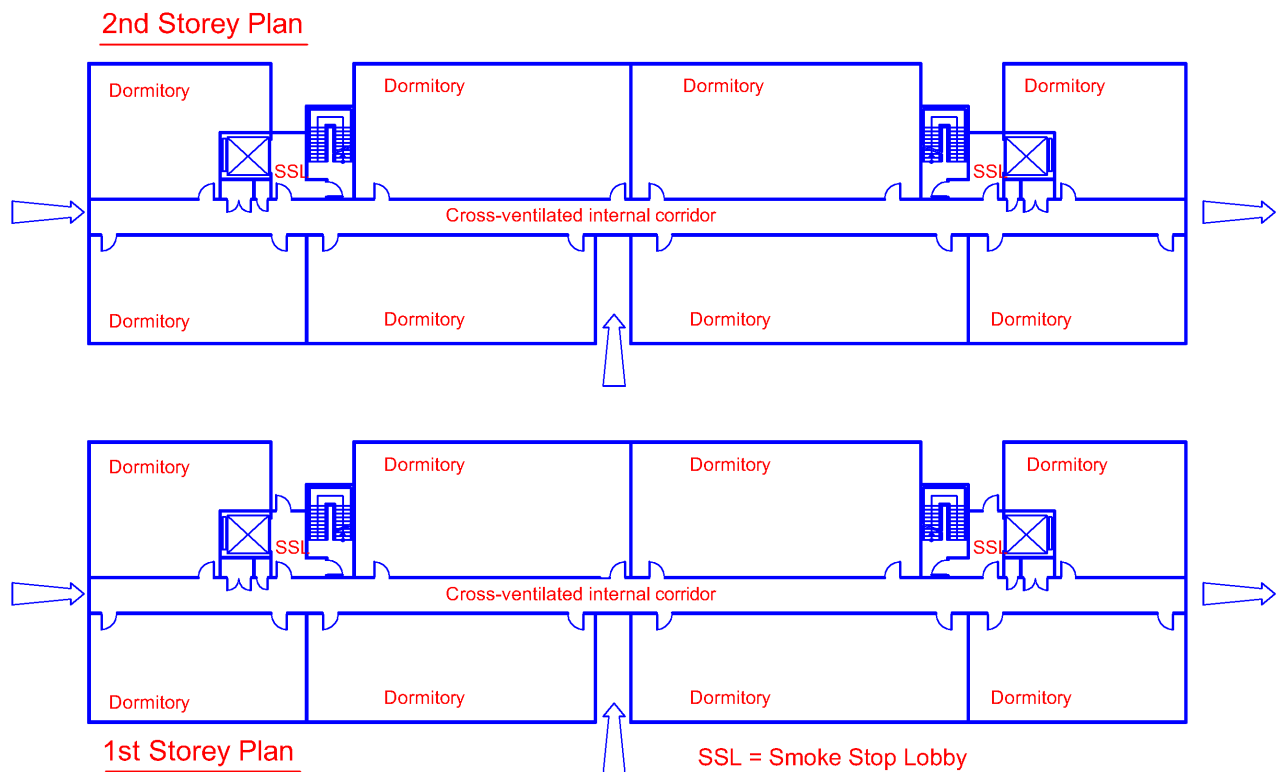 2nd Storey Plan
Dormitory
Dormitory
Dormitory
Dormitory
SSL
SSL
Cross-ventilated internal corridor
Dormitory
Dormitory
Dormitory
Dormitory
Dormitory
Dormitory
Dormitory
Dormitory
SSL
SSL
Cross-ventilated internal corridor
Dormitory
Dormitory
Dormitory
Dormitory
1st Storey Plan
SSL = Smoke Stop Lobby